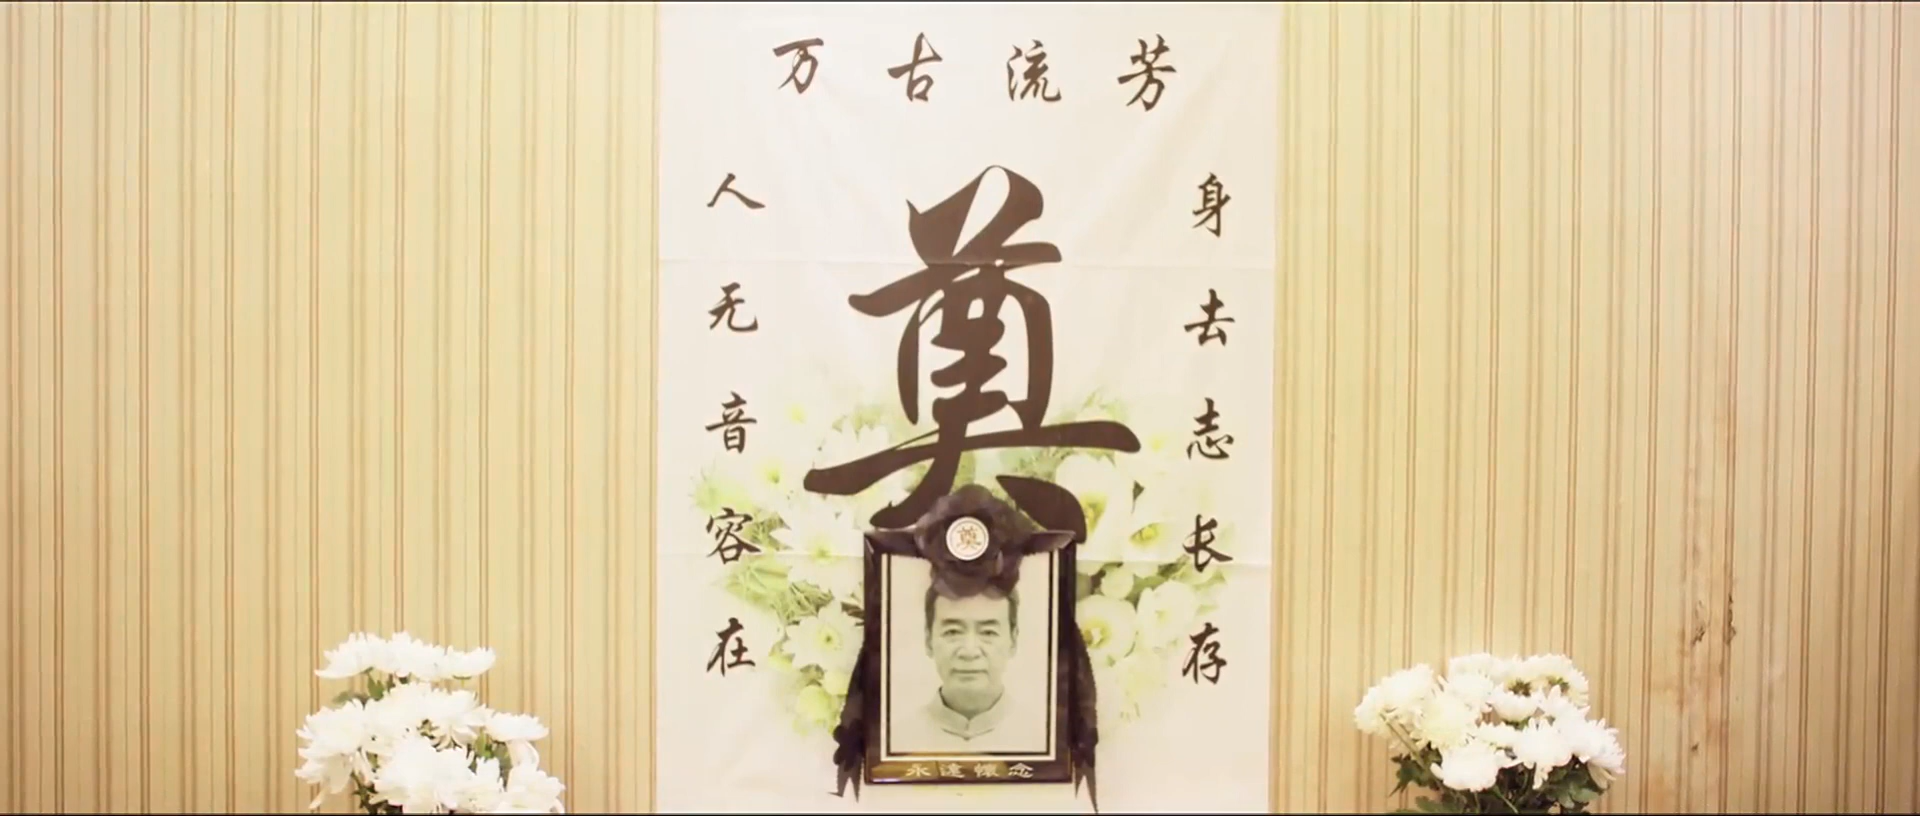 万古流芳
身去志长存
人无音容在
奠
奠
永遠懷念